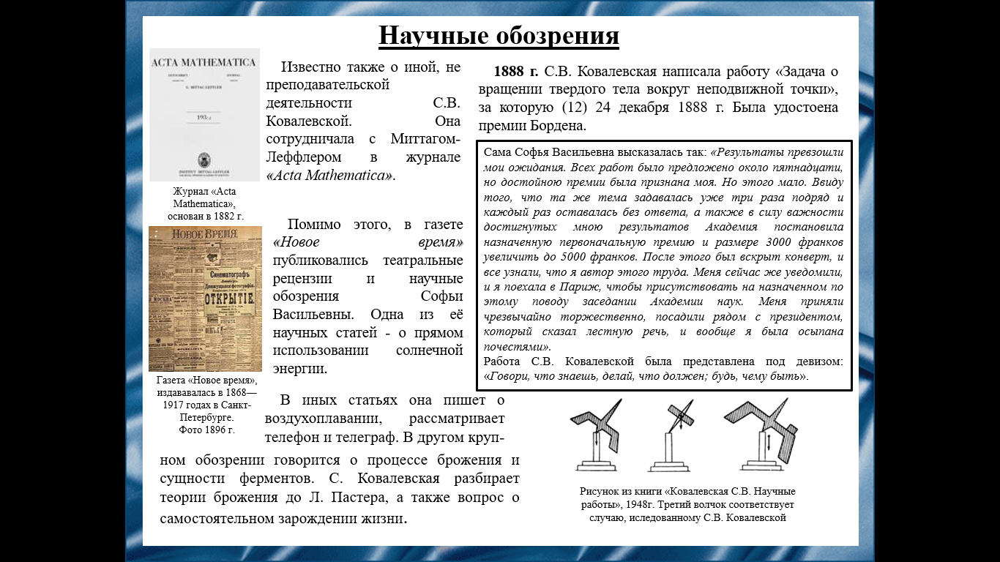 Научные обозрения
ACTA MATHEMATICA
ZEITSCHRIFT
JOURNAL
G. MITTAG-LEFFLER
INSTITUT MITTAG-LEFFLER
Журнал «Acta
Mathematica»,
основан в 1882 г.
Известно также о иной, не
преподавательской
деятельности С.В.
Ковалевской. Она
сотрудничала с Миттагом-
Леффлером в журнале
«Acta Mathematica».
НОВОЕ ВРЕМЯ
Синематографъ
ОТКРЫТІЕ
Газета «Новое время»,
издававалась в 1868—
1917 годах в Санкт-
Петербурге.
Фото 1896 г.
Помимо этого, в газете
«Новое время»
публиковались театральные
рецензии и научные
обозрения Софьи
Васильевны. Одна из её
научных статей - о прямом
использовании солнечной
энергии.
В иных статьях она пишет о
воздухоплавании, рассматривает
телефон и телеграф. В другом круп-
ном обозрении говорится о процессе брожения и
сущности ферментов. С. Ковалевская разбирает
теории брожения до Л. Пастера, а также вопрос о
самостоятельном зарождении жизни.
1888 г. С.В. Ковалевская написала работу «Задача о
вращении твердого тела вокруг неподвижной точки»,
за которую (12) 24 декабря 1888 г. Была удостоена
премии Бордена.
Сама Софья Васильевна высказалась так: «Результаты превзошли
мои ожидания. Всех работ было предложено около пятнадцати,
но достойною премии была признана моя. Но этого мало. Ввиду
того, что та же тема задавалась уже три раза подряд и
каждый раз оставалась без ответа, а также в силу важности
достигнутых мною результатов Академия постановила
назначенную первоначальную премию и размере 3000 франков
увеличить до 5000 франков. После этого был вскрыт конверт, и
все узнали, что я автор этого труда. Меня сейчас же уведомили,
и я поехала в Париж, чтобы присутствовать на назначенном по
этому поводу заседании Академии наук. Меня приняли
чрезвычайно торжественно, посадили рядом с президентом,
который сказал лестную речь, и вообще я была осыпана
почестями».
Работа С.В. Ковалевской была представлена под девизом:
«Говори, что знаешь, делай, что должен; будь, чему быть».
Рисунок из книги «Ковалевская С.В. Научные
работы», 1948г. Третий волчок соответствует
случаю, иследованному С.В. Ковалевской